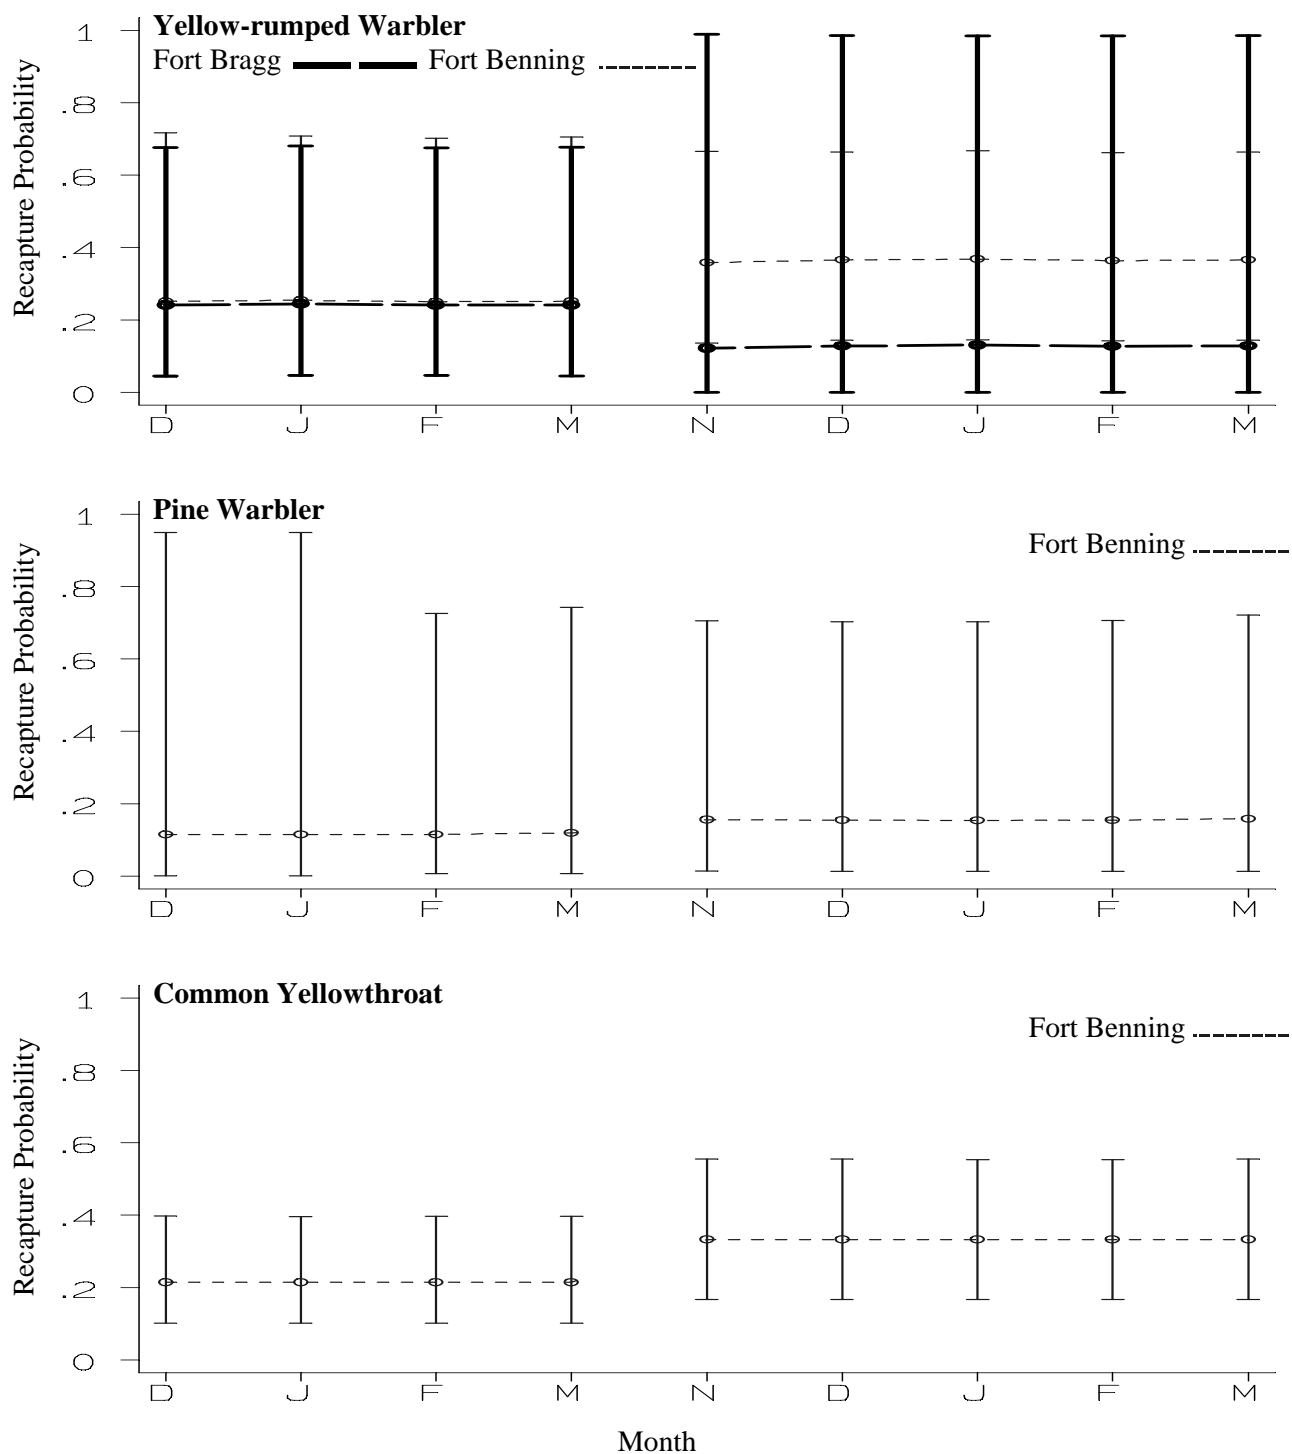 Yellow-rumped Warbler
Fort Bragg Fort Benning
Recapture Probability
1
.8
.6
.4
.2
0
D J F M N D J F M
Pine Warbler
Fort Benning
Recapture Probability
1
.8
.6
.4
.2
0
D J F M N D J F M
Common Yellowthroat
Fort Benning
Recapture Probability
1
.8
.6
.4
.2
0
D J F M N D J F M
Month